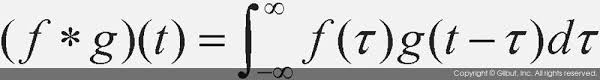 (f * g)(t) = ∫_{-∞}^{∞} f(τ)g(t − τ)dτ
Copyright © Gilbut, Inc. All rights reserved.